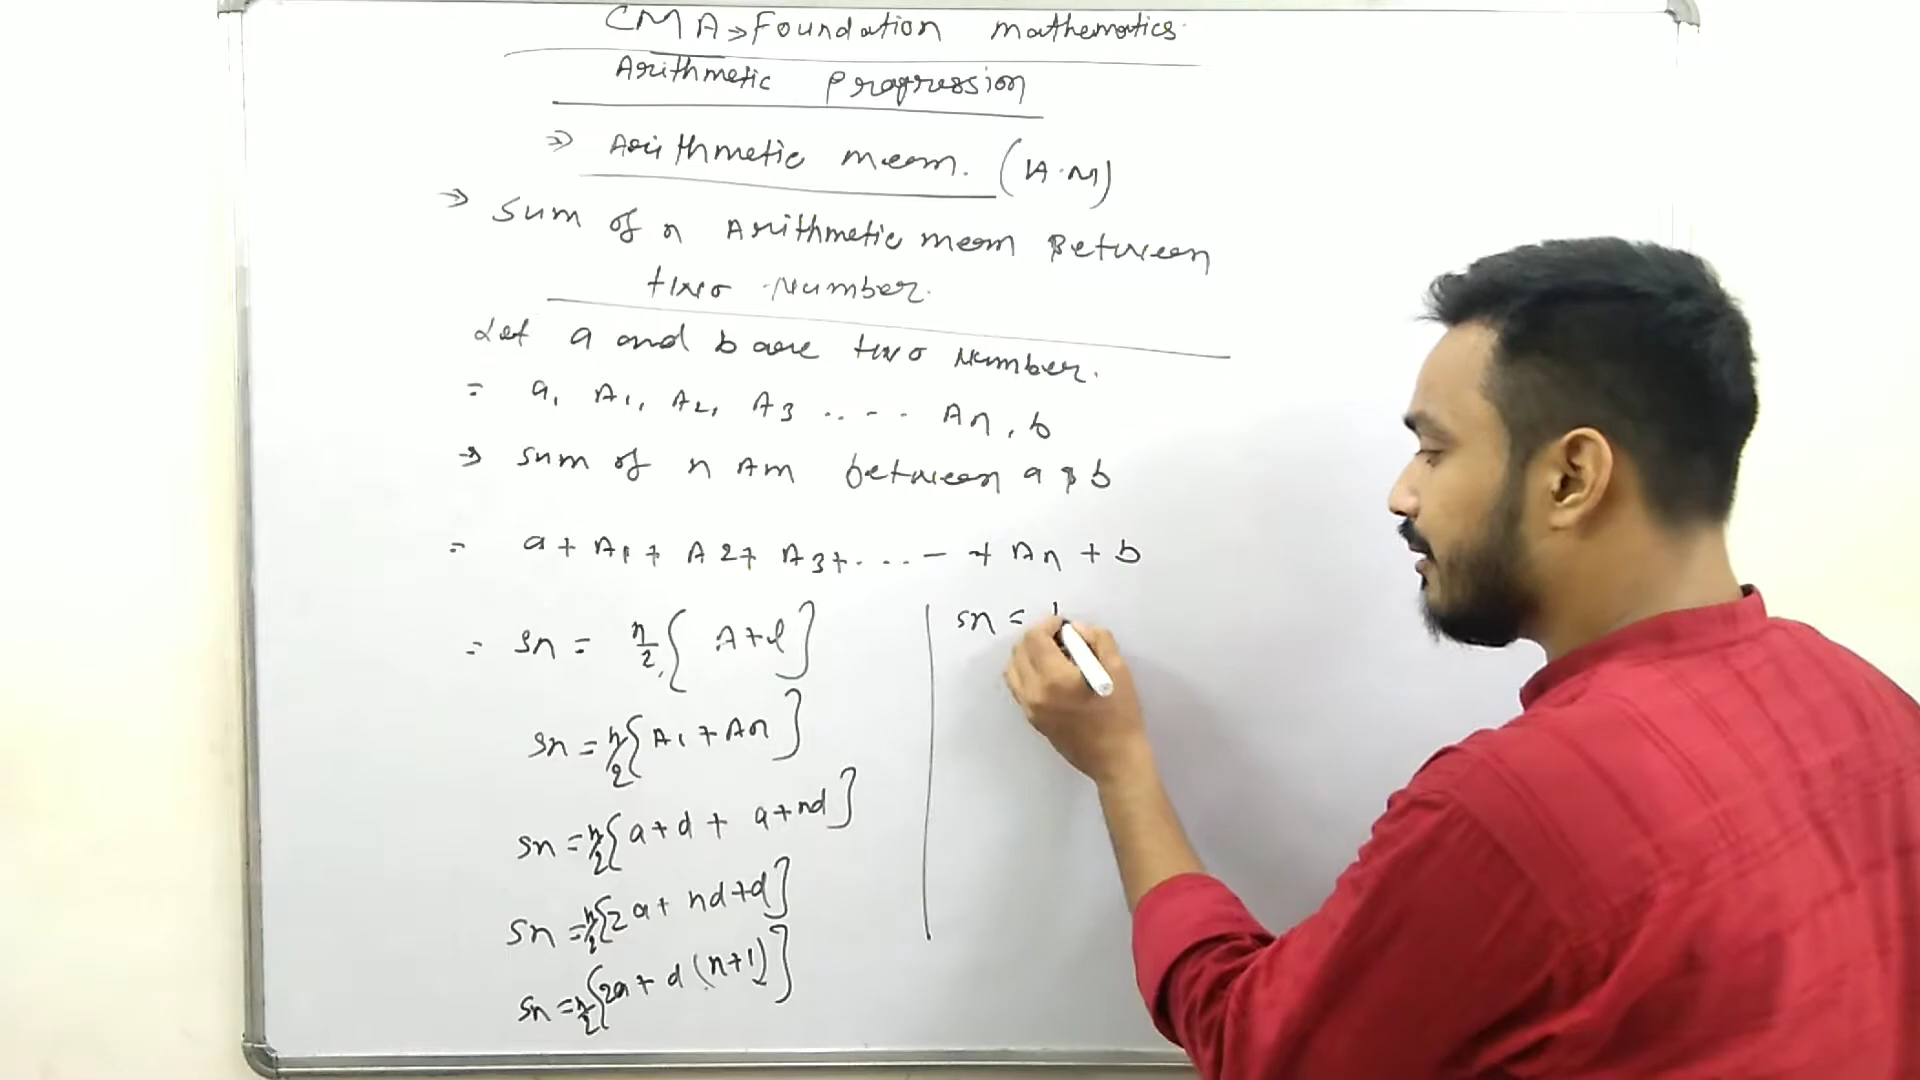 CMA → Foundation mathematics
Arithmetic Progression
⇒ Arithmetic mean. (A.M)
⇒ Sum of n Arithmetic mean Between
two Number.
Let a and b are two Number.
= a, A1, A2, A3 ..... An, b
→ sum of n AM between a & b
= a + A1 + A2 + A3 + ..... + An + b
= Sn = n/2 { A + l }
Sn = n/2 { A1 + An }
Sn = n/2 { a + d + a + nd }
Sn = n/2 { 2a + nd + d }
Sn = n/2 { 2a + d (n+1) }
Sn =